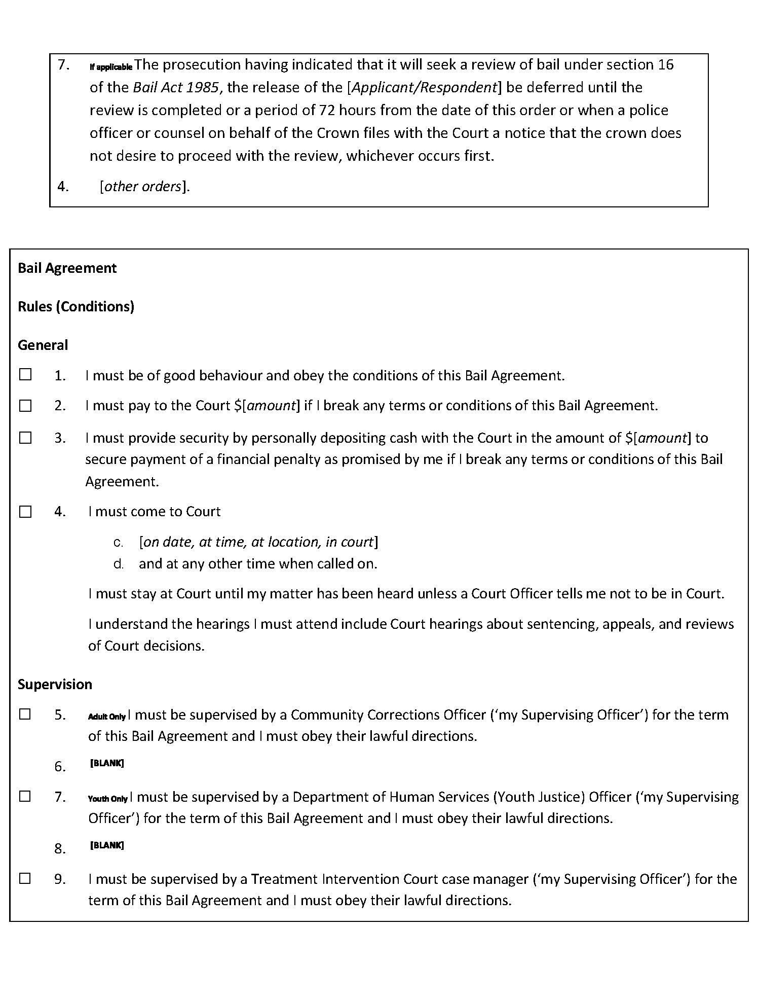 7. If applicable The prosecution having indicated that it will seek a review of bail under section 16
of the Bail Act 1985, the release of the [Applicant/Respondent] be deferred until the
review is completed or a period of 72 hours from the date of this order or when a police
officer or counsel on behalf of the Crown files with the Court a notice that the crown does
not desire to proceed with the review, whichever occurs first.
4. [other orders].
Bail Agreement
Rules (Conditions)
General
☐ 1. I must be of good behaviour and obey the conditions of this Bail Agreement.
☐ 2. I must pay to the Court $[amount] if I break any terms or conditions of this Bail Agreement.
☐ 3. I must provide security by personally depositing cash with the Court in the amount of $[amount] to
secure payment of a financial penalty as promised by me if I break any terms or conditions of this Bail
Agreement.
☐ 4. I must come to Court
c. [on date, at time, at location, in court]
d. and at any other time when called on.
I must stay at Court until my matter has been heard unless a Court Officer tells me not to be in Court.
I understand the hearings I must attend include Court hearings about sentencing, appeals, and reviews
of Court decisions.
Supervision
☐ 5. Adult Only I must be supervised by a Community Corrections Officer (‘my Supervising Officer’) for the term
of this Bail Agreement and I must obey their lawful directions.
6. [BLANK]
☐ 7. Youth Only I must be supervised by a Department of Human Services (Youth Justice) Officer (‘my Supervising
Officer’) for the term of this Bail Agreement and I must obey their lawful directions.
8. [BLANK]
☐ 9. I must be supervised by a Treatment Intervention Court case manager (‘my Supervising Officer’) for the
term of this Bail Agreement and I must obey their lawful directions.